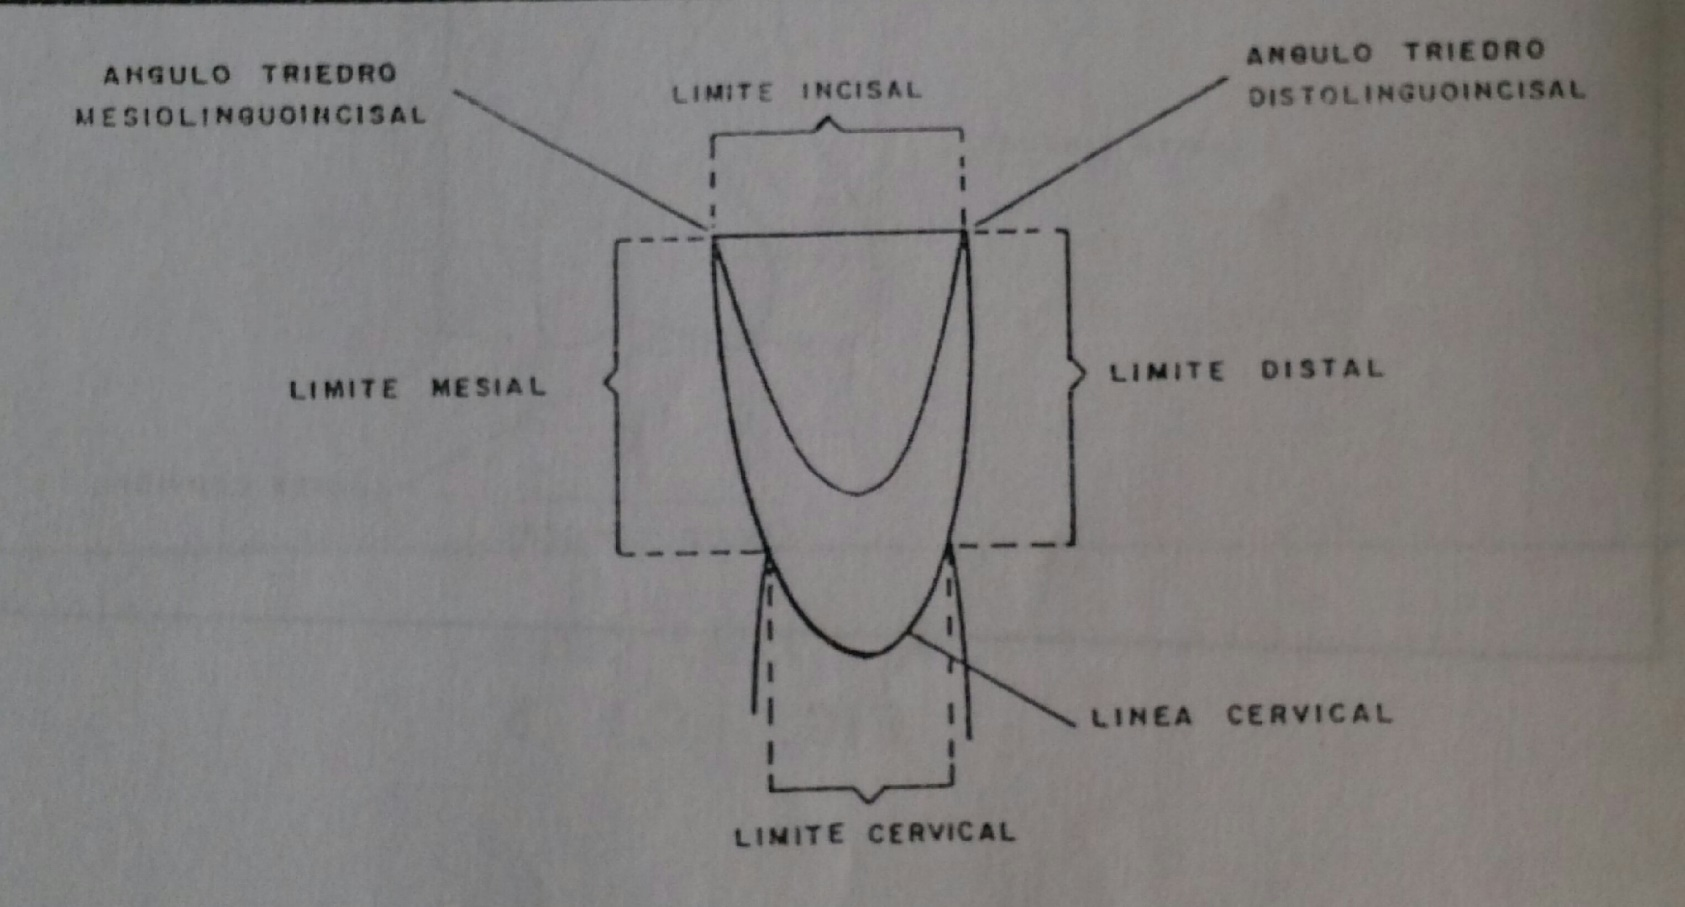 ANGULO TRIEDRO
MESIOLINGUOINCISAL
LIMITE INCISAL
ANGULO TRIEDRO
DISTOLINGUOINCISAL
LIMITE MESIAL
LIMITE DISTAL
LINEA CERVICAL
LIMITE CERVICAL